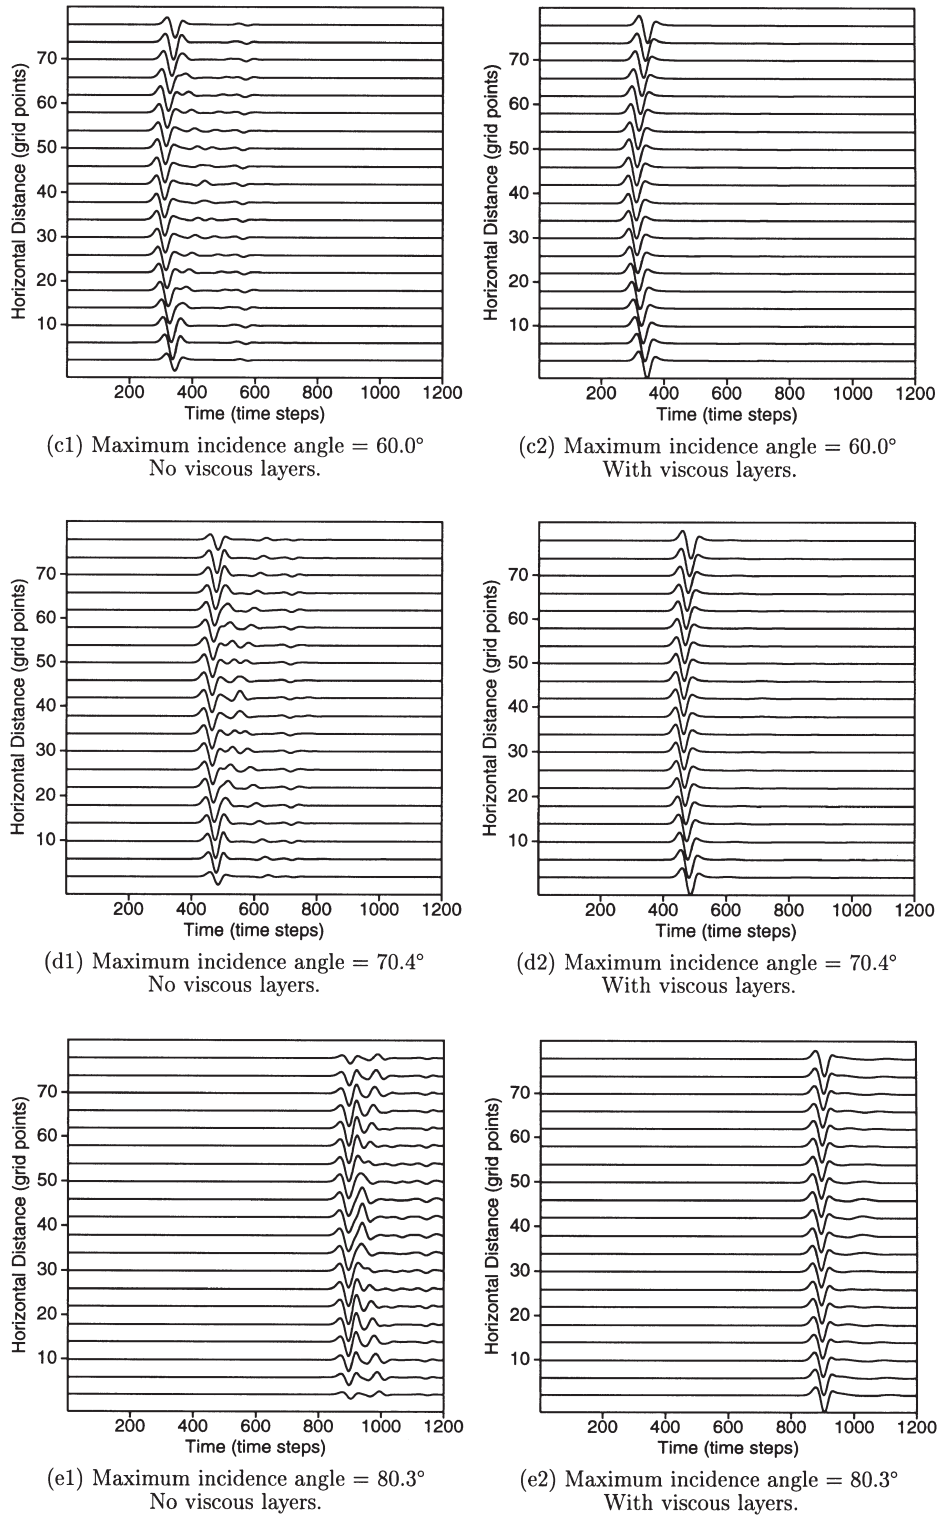 Horizontal Distance (grid points)
70
60
50
40
30
20
10
200 400 600 800 1000 1200
Time (time steps)
(c1) Maximum incidence angle = 60.0°
No viscous layers.
Horizontal Distance (grid points)
70
60
50
40
30
20
10
200 400 600 800 1000 1200
Time (time steps)
(c2) Maximum incidence angle = 60.0°
With viscous layers.
Horizontal Distance (grid points)
70
60
50
40
30
20
10
200 400 600 800 1000 1200
Time (time steps)
(d1) Maximum incidence angle = 70.4°
No viscous layers.
Horizontal Distance (grid points)
70
60
50
40
30
20
10
200 400 600 800 1000 1200
Time (time steps)
(d2) Maximum incidence angle = 70.4°
With viscous layers.
Horizontal Distance (grid points)
70
60
50
40
30
20
10
200 400 600 800 1000 1200
Time (time steps)
(e1) Maximum incidence angle = 80.3°
No viscous layers.
Horizontal Distance (grid points)
70
60
50
40
30
20
10
200 400 600 800 1000 1200
Time (time steps)
(e2) Maximum incidence angle = 80.3°
With viscous layers.